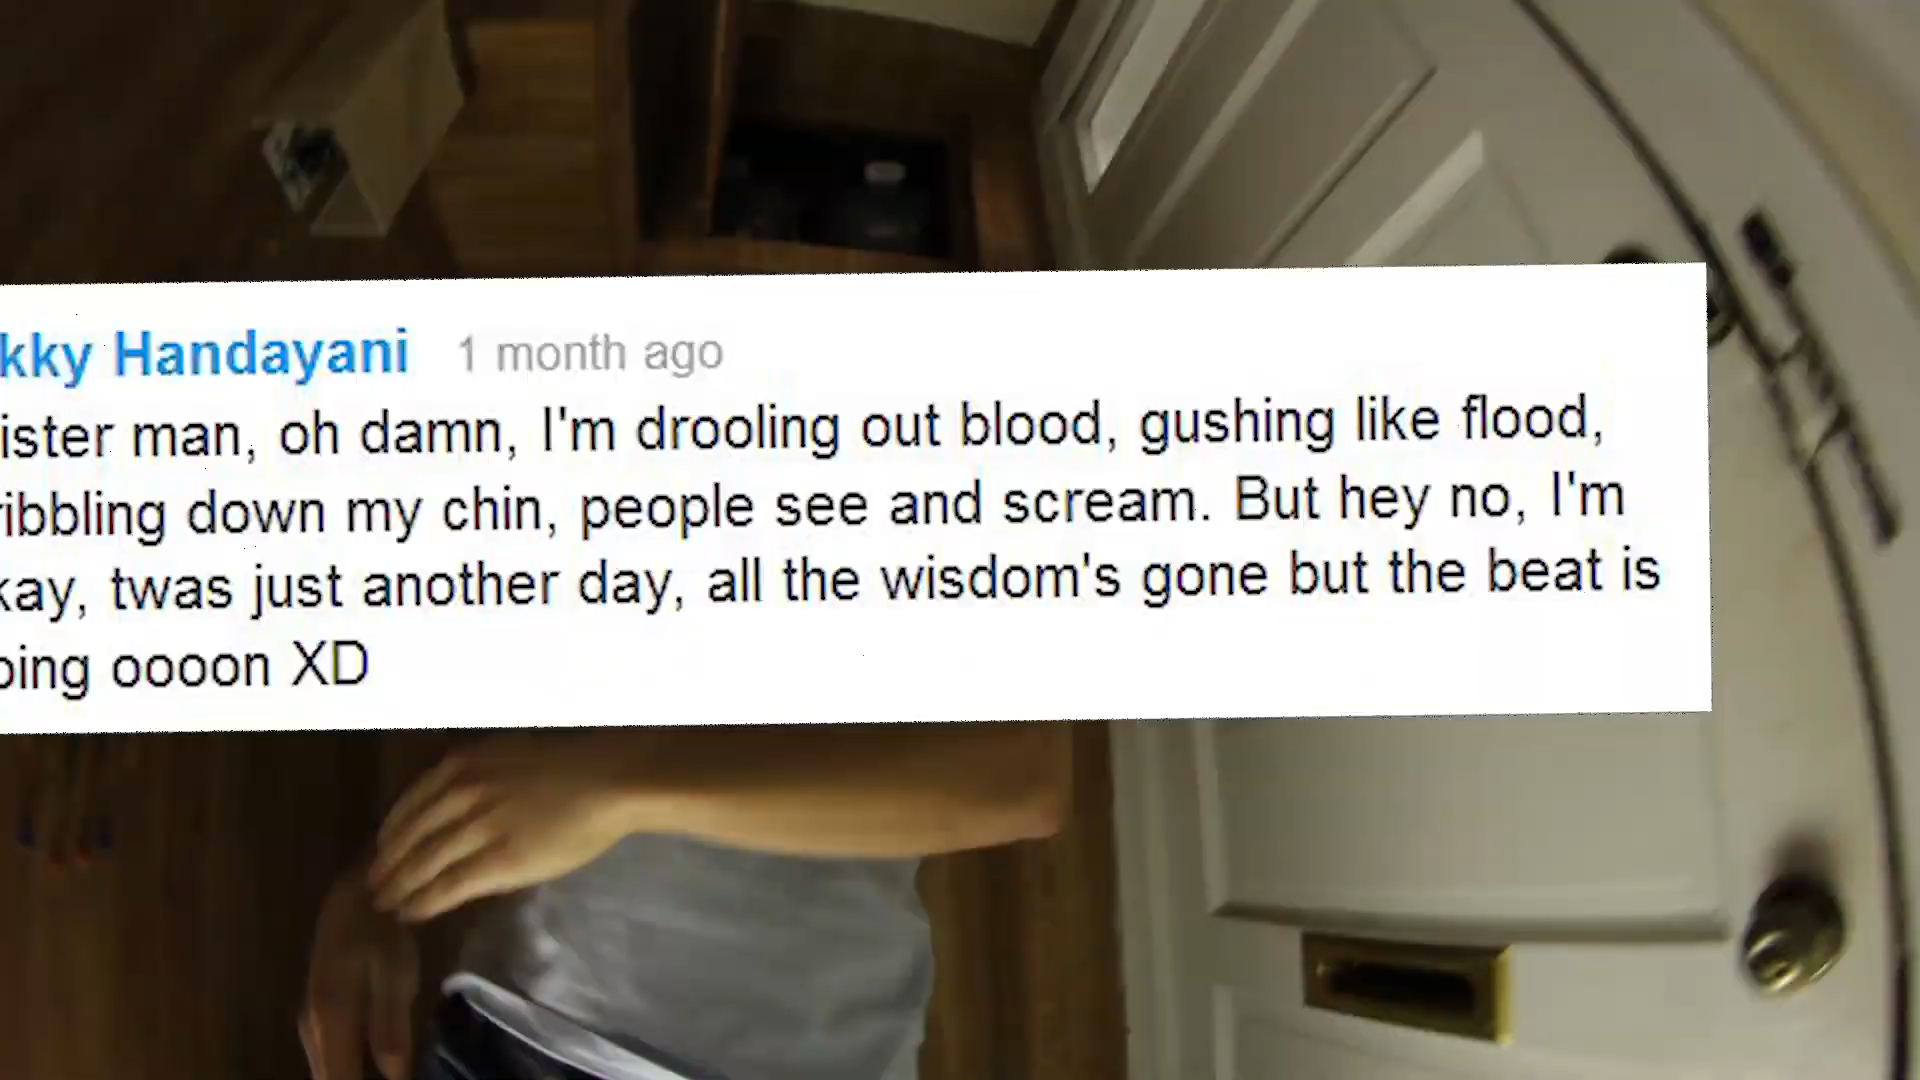 kky Handayani 1 month ago
ister man, oh damn, I'm drooling out blood, gushing like flood,
ribbling down my chin, people see and scream. But hey no, I'm
kay, twas just another day, all the wisdom's gone but the beat is
oing oooon XD